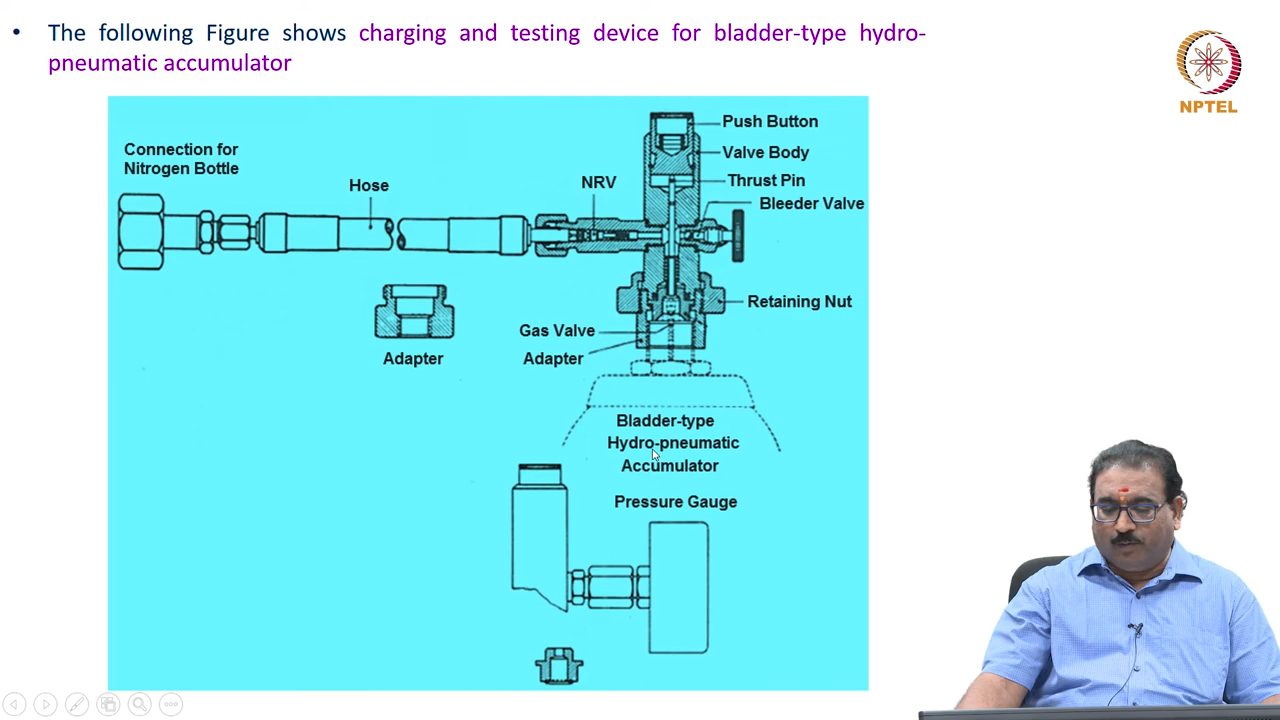 • The following Figure shows charging and testing device for bladder-type hydro-
pneumatic accumulator
NPTEL
Push Button
Connection for
Nitrogen Bottle
Valve Body
Hose
NRV
Thrust Pin
Bleeder Valve
Retaining Nut
Gas Valve
Adapter
Adapter
Bladder-type
Hydro-pneumatic
Accumulator
Pressure Gauge